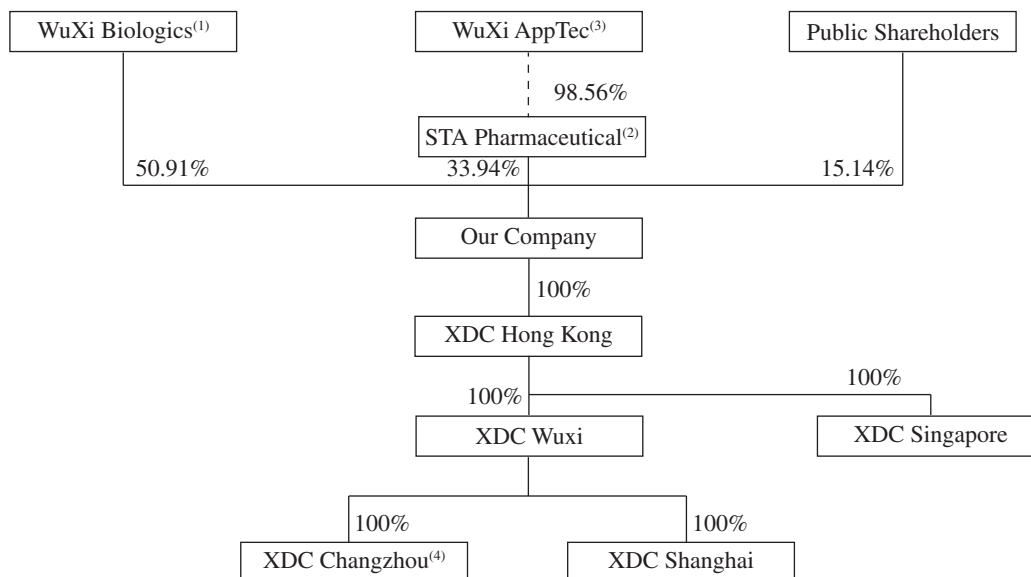 WuXi Biologics(1)
WuXi AppTec(3)
Public Shareholders
98.56%
STA Pharmaceutical(2)
50.91%
33.94%
15.14%
Our Company
100%
XDC Hong Kong
100%
100%
XDC Wuxi
XDC Singapore
100%
100%
XDC Changzhou(4)
XDC Shanghai